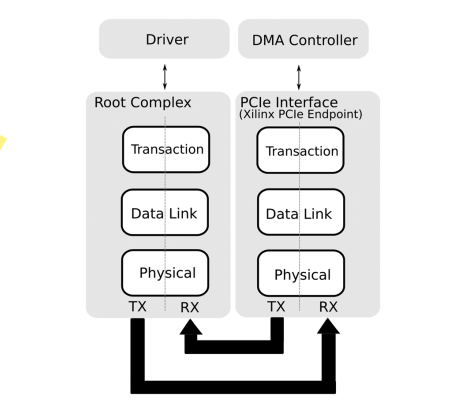 Driver
DMA Controller
Root Complex
Transaction
Data Link
Physical
TX RX
PCIe Interface
(Xilinx PCIe Endpoint)
Transaction
Data Link
Physical
TX RX